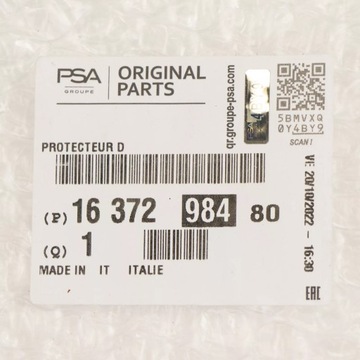 PSA
GROUPE
ORIGINAL
PARTS
qr.groupe-psa.com
5BMVXQ
0Y4BY9
SCAN!
PROTECTEUR D
(P) 16 372 984 80
(Q) 1
MADE IN IT ITALIE
VE 20/10/2022 - 16:30
EAC